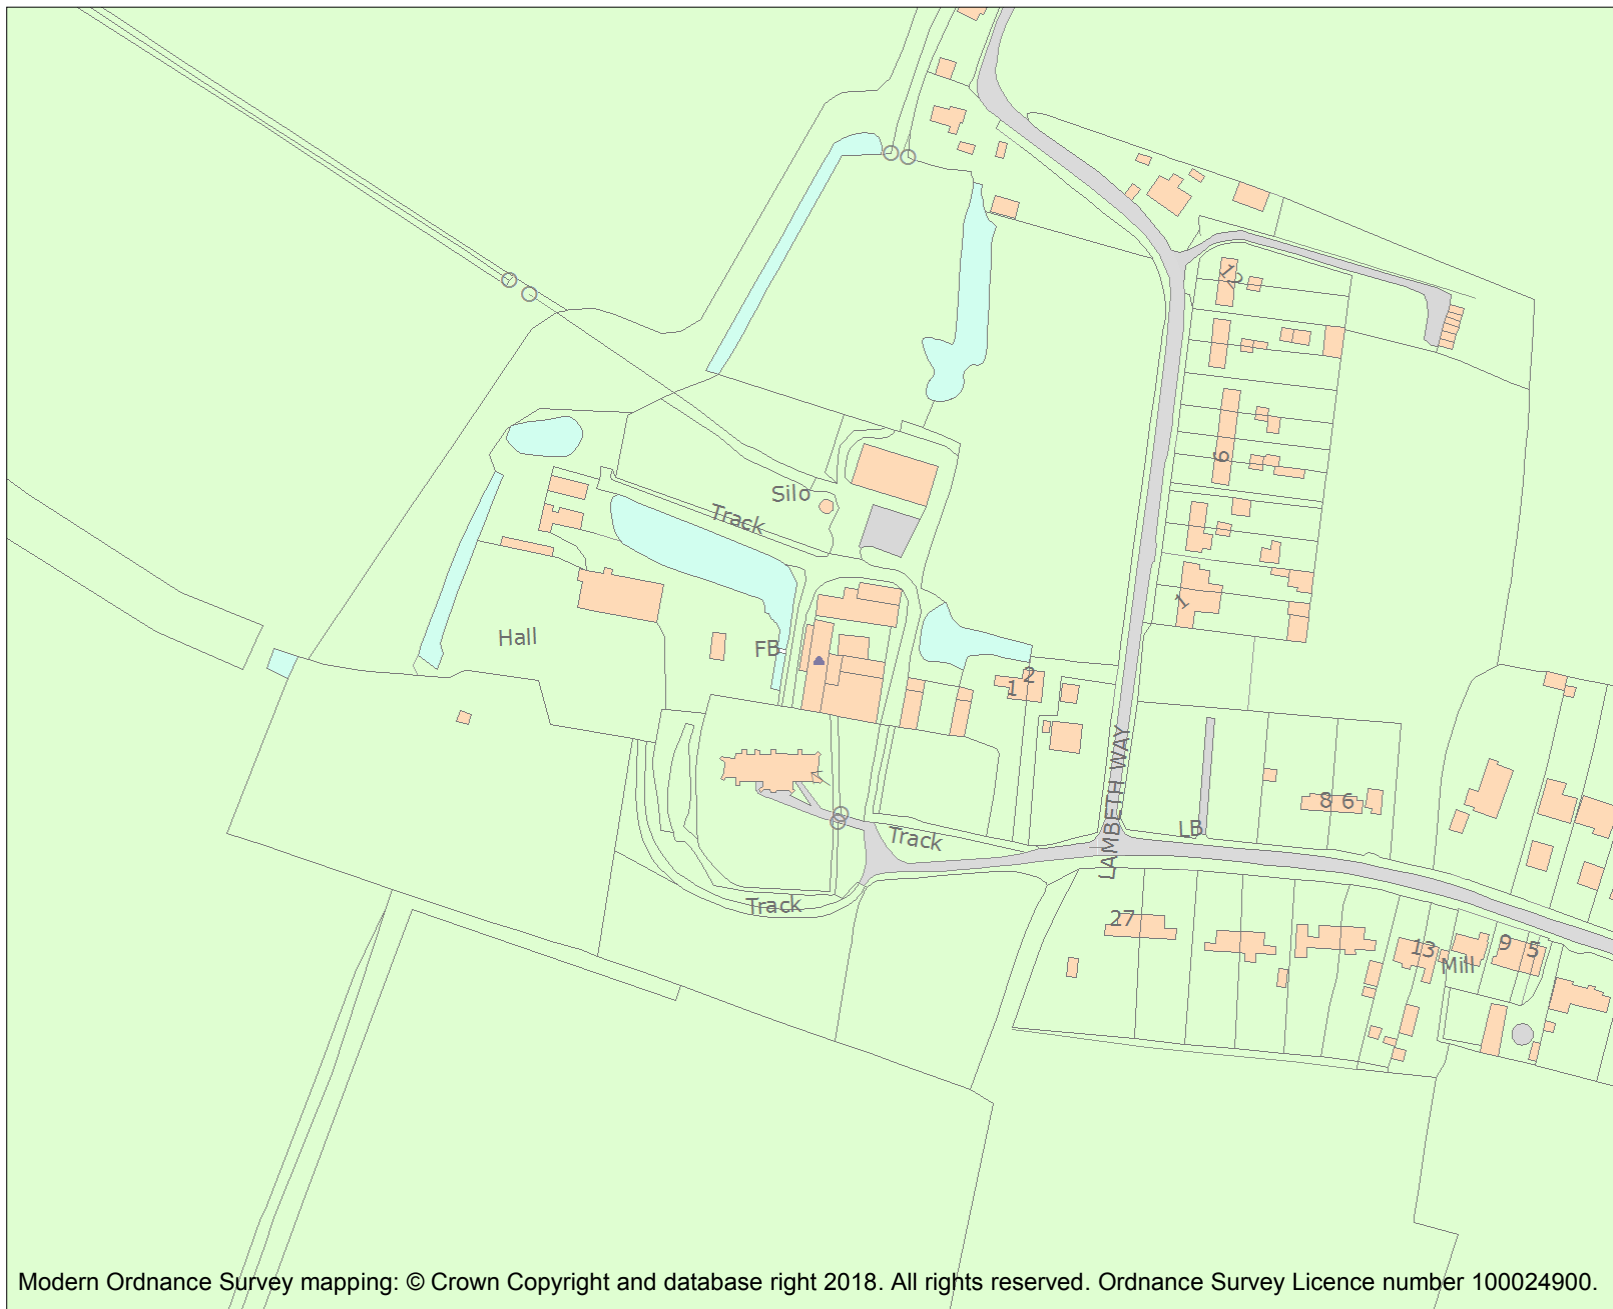 12
6
Silo
Track
1
Hall
FB
2
1
LAMBETH WAY
8 6
LB
Track
Track
27
13
9
5
Mill
Modern Ordnance Survey mapping: © Crown Copyright and database right 2018. All rights reserved. Ordnance Survey Licence number 100024900.